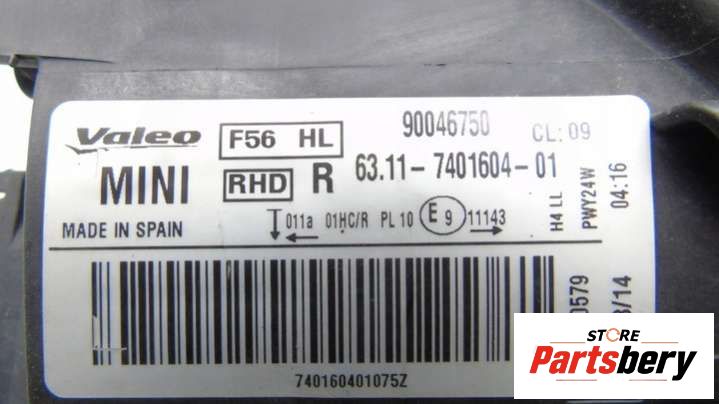 Valeo F56 HL 90046750 CL: 09
MINI RHD R 63.11-7401604-01
MADE IN SPAIN 011a 01HC/R PL 10 E 9 11143
H4 LL
PWY24W
04:16
740160401075Z
STORE
Partsbery